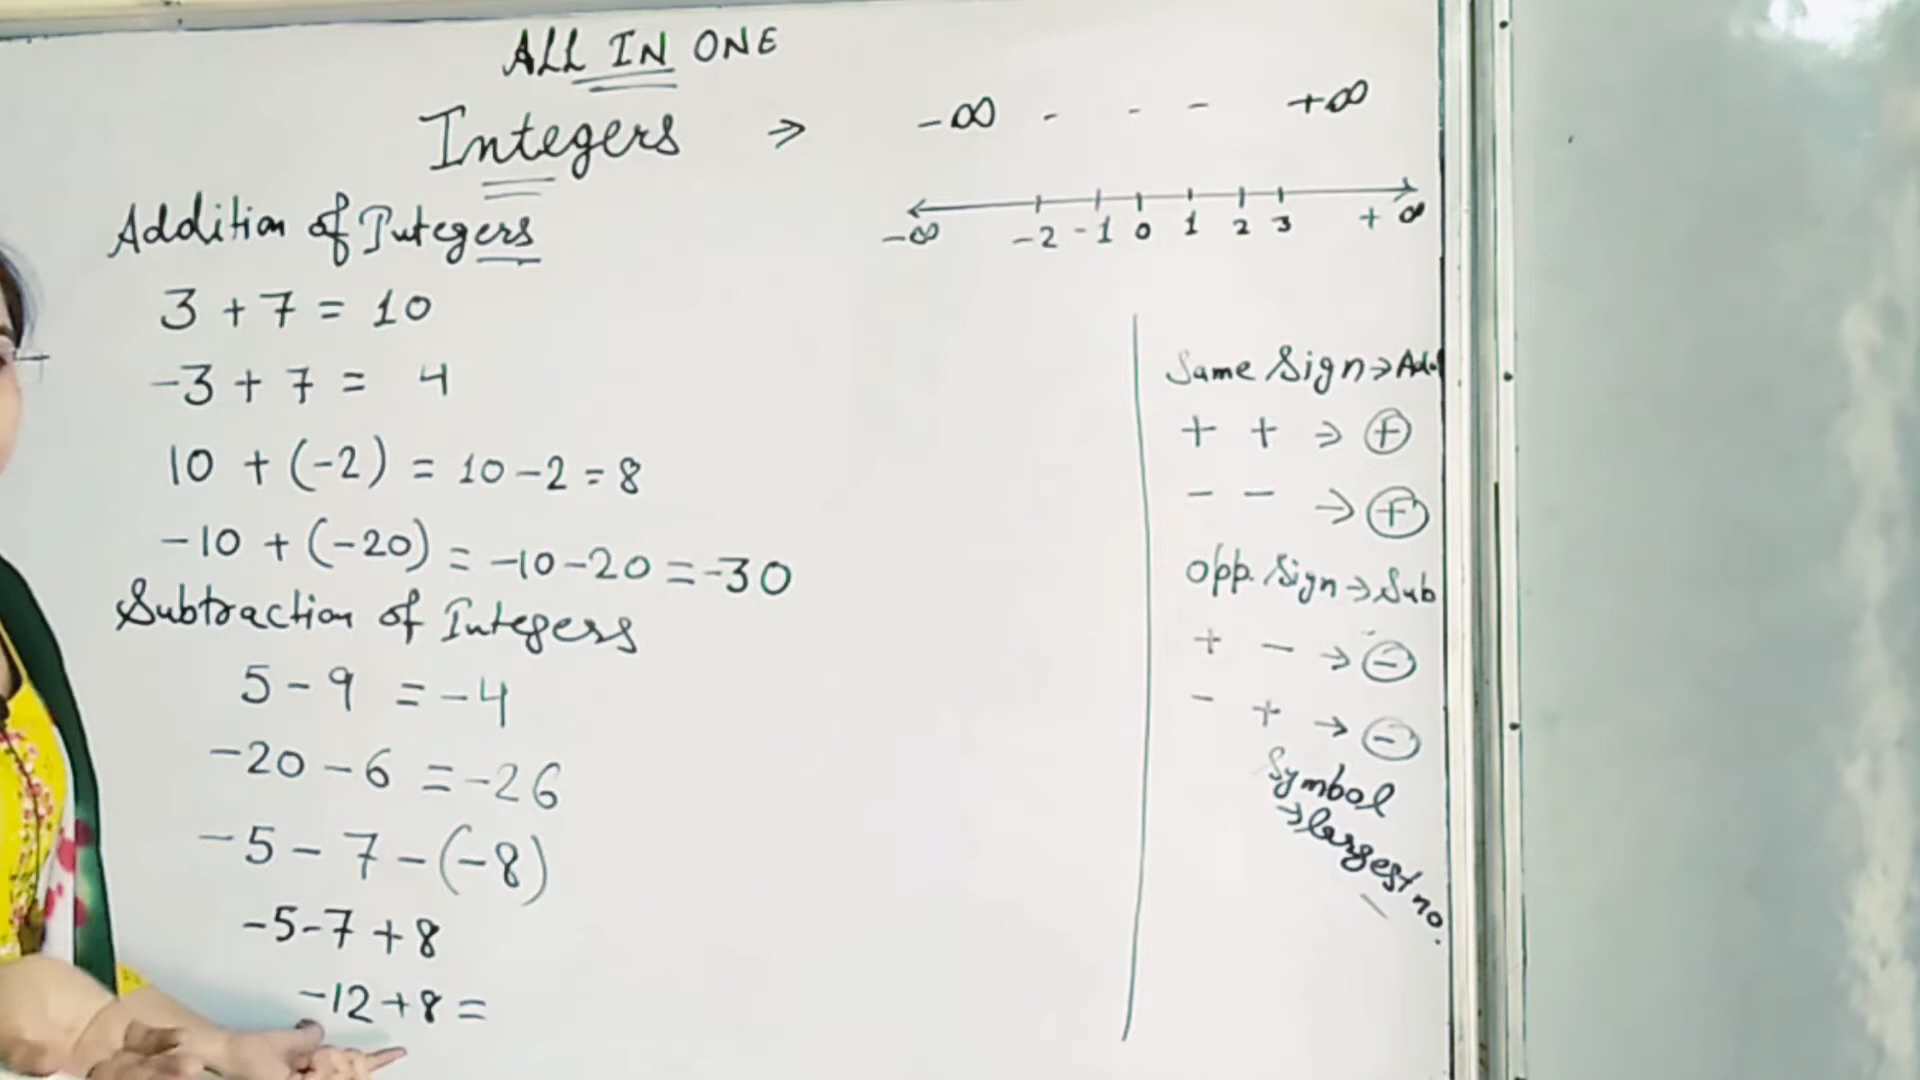 ALL IN ONE
Integers ⇒ -∞ - - - +∞
-∞ -2 -1 0 1 2 3 +∞
Addition of Integers
3 + 7 = 10
-3 + 7 = 4
10 + (-2) = 10 - 2 = 8
-10 + (-20) = -10 - 20 = -30
Subtraction of Integers
5 - 9 = -4
-20 - 6 = -26
-5 - 7 - (-8)
-5 - 7 + 8
-12 + 8 =
Same Sign → Add
+ + ⇒ +
- - → +
Opp. Sign → Sub
+ - → -
- + → -
Symbol
→ largest no.